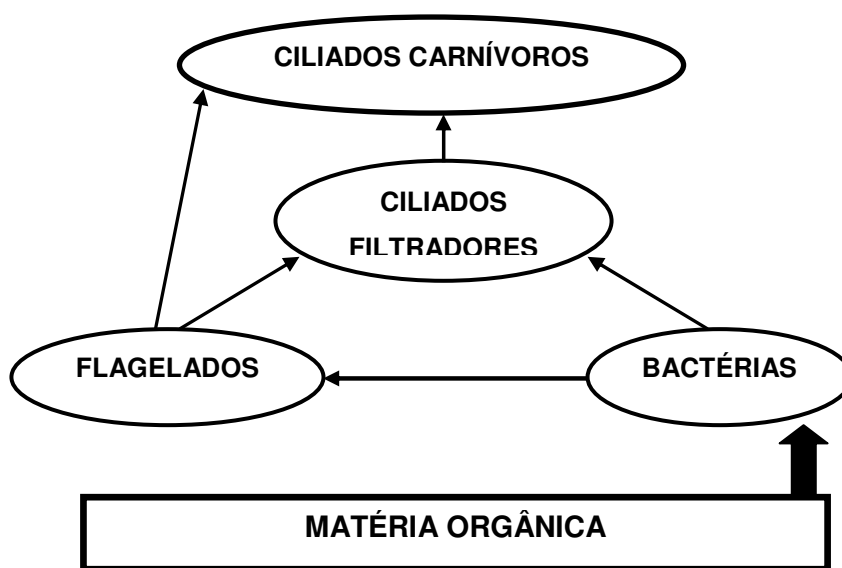 CILIADOS CARNÍVOROS
CILIADOS
FILTRADORES
FLAGELADOS
BACTÉRIAS
MATÉRIA ORGÂNICA